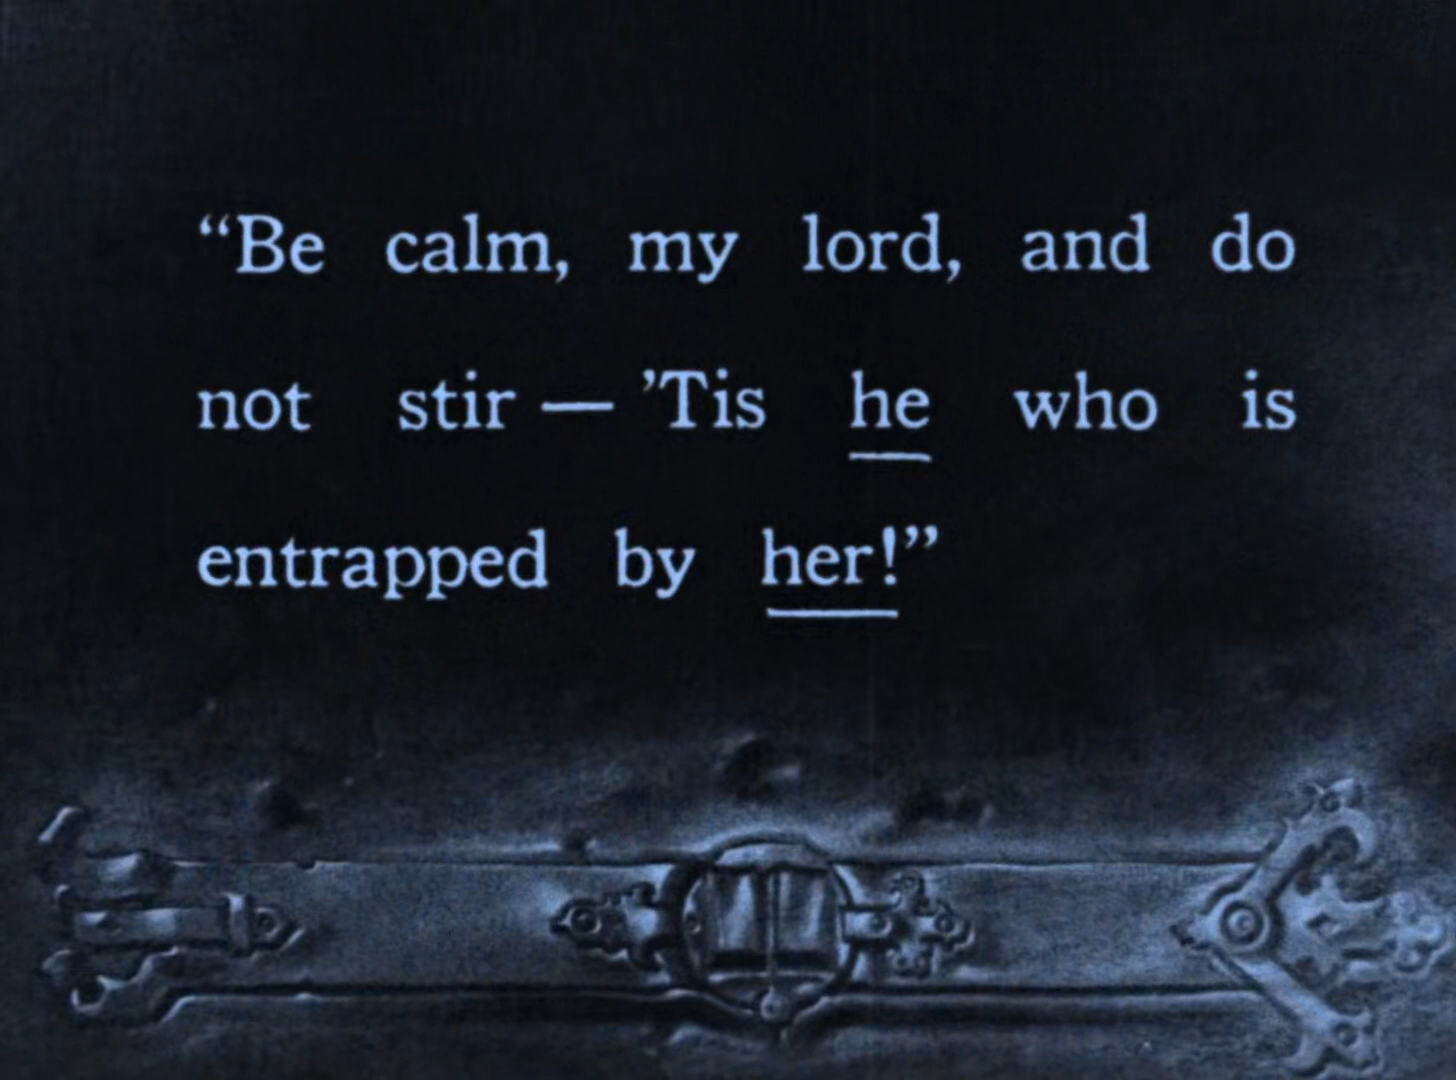 “Be calm, my lord, and do
not stir — ’Tis he who is
entrapped by her!”